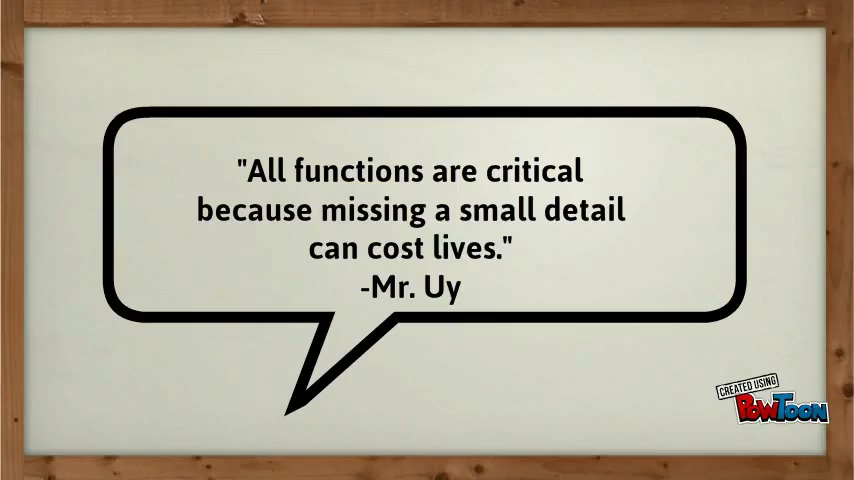 "All functions are critical
because missing a small detail
can cost lives."
-Mr. Uy
CREATED USING
POWTOON